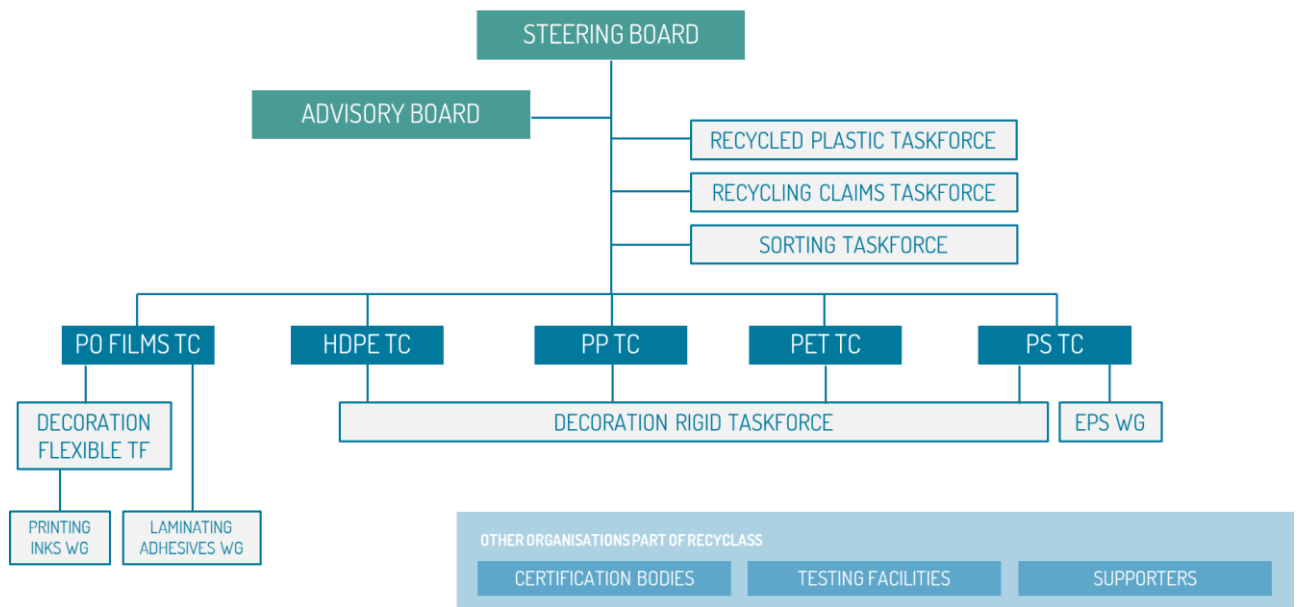 STEERING BOARD
ADVISORY BOARD
RECYCLED PLASTIC TASKFORCE
RECYCLING CLAIMS TASKFORCE
SORTING TASKFORCE
PO FILMS TC
HDPE TC
PP TC
PET TC
PS TC
DECORATION
FLEXIBLE TF
DECORATION RIGID TASKFORCE
EPS WG
PRINTING
INKS WG
LAMINATING
ADHESIVES WG
OTHER ORGANISATIONS PART OF RECYCLASS
CERTIFICATION BODIES
TESTING FACILITIES
SUPPORTERS